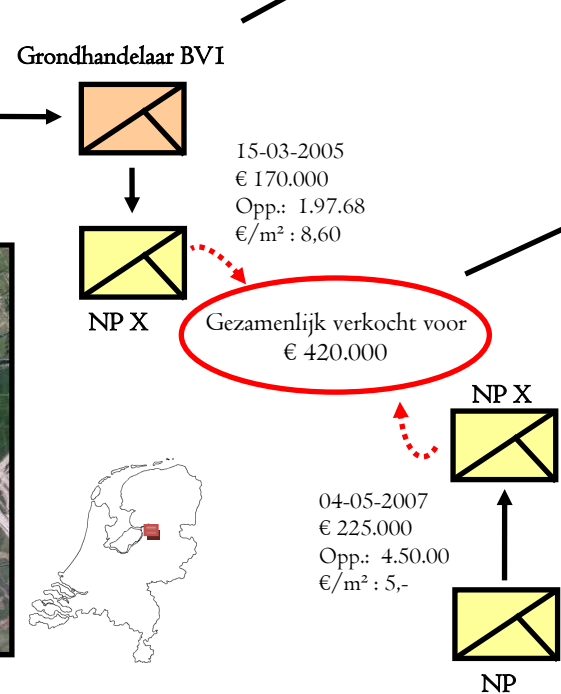 Grondhandelaar BV1
15-03-2005
€ 170.000
Opp.: 1.97.68
€/m² : 8,60
NP X
Gezamenlijk verkocht voor
€ 420.000
NP X
04-05-2007
€ 225.000
Opp.: 4.50.00
€/m² : 5,-
NP